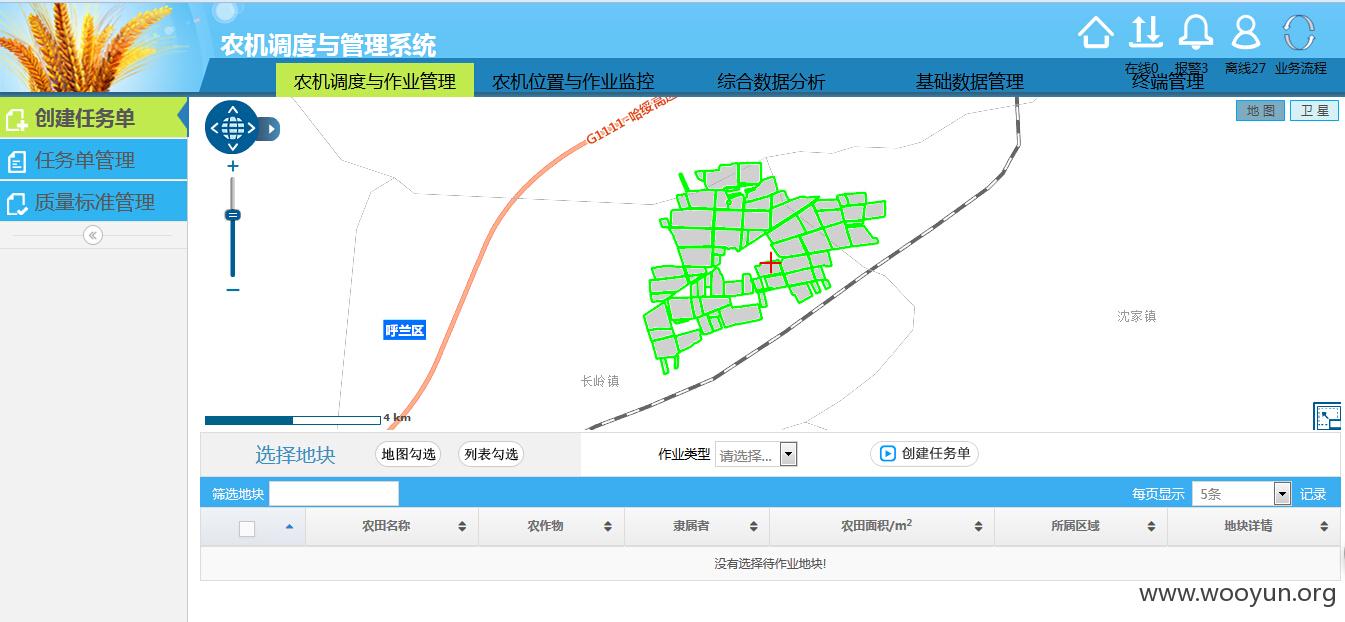 农机调度与管理系统
在线0 报警3 离线27 业务流程
农机调度与作业管理 农机位置与作业监控 综合数据分析 基础数据管理 终端管理
创建任务单
任务单管理
质量标准管理
地图 卫星
G1111-哈绥高速
呼兰区
沈家镇
长岭镇
4 km
选择地块 地图勾选 列表勾选 作业类型 请选择... 创建任务单
筛选地块 每页显示 5条 记录
农田名称 农作物 隶属者 农田面积/m² 所属区域 地块详情
没有选择待作业地块!
www.wooyun.org